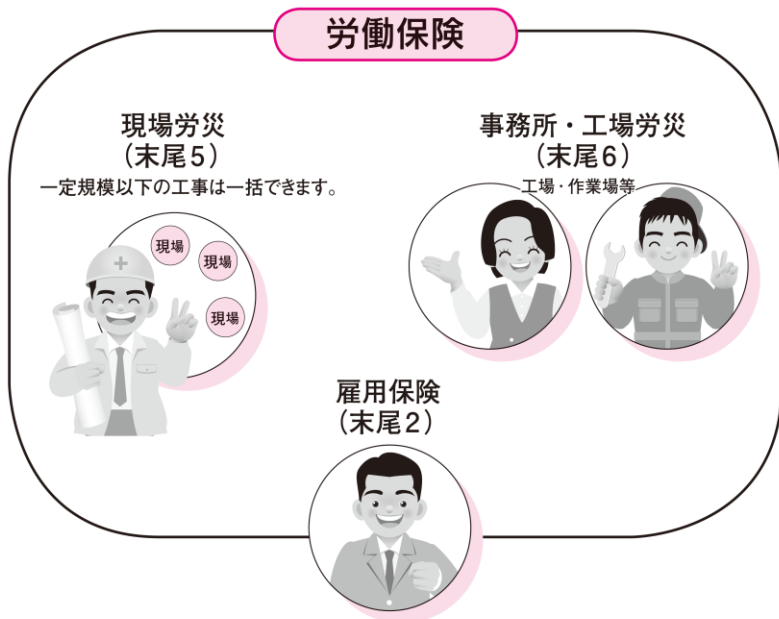 労働保険
現場労災
（末尾5）
一定規模以下の工事は一括できます。
現場
現場
現場
事務所・工場労災
（末尾6）
工場・作業場等
雇用保険
（末尾2）